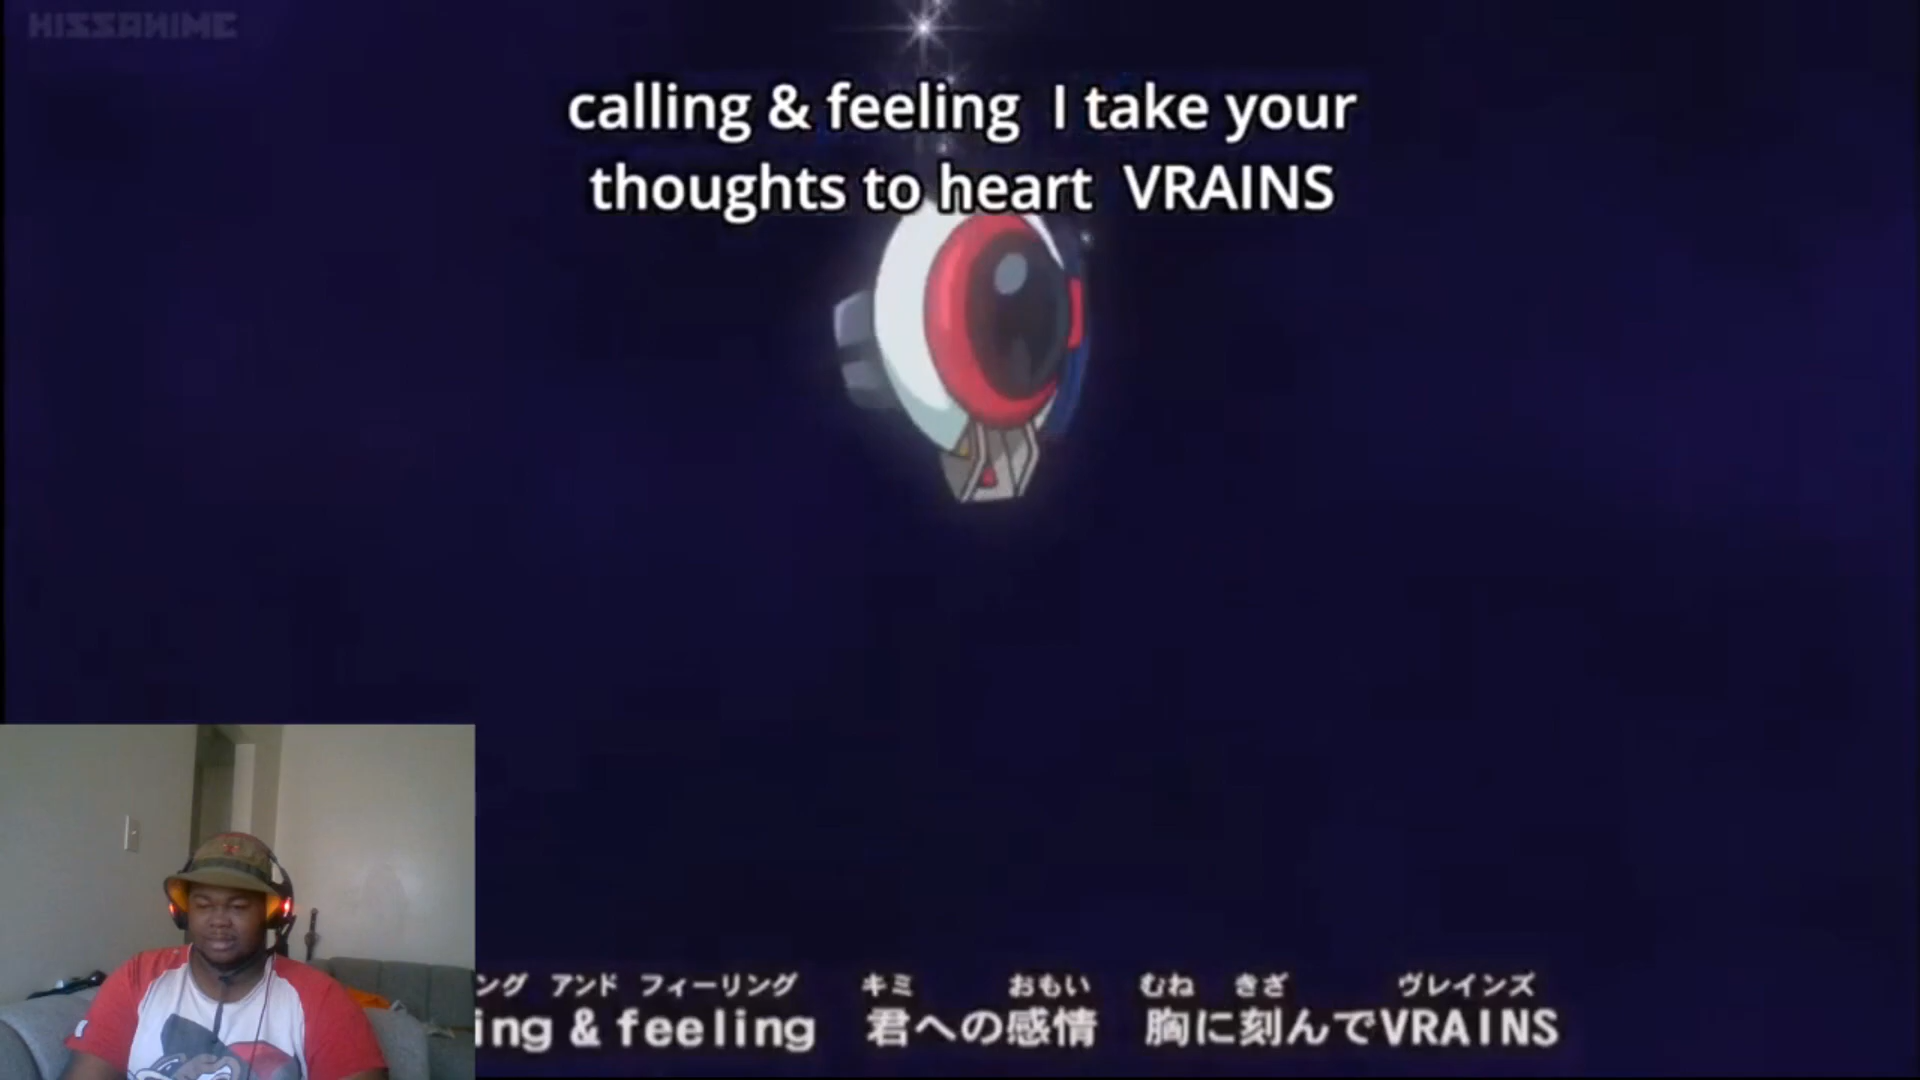 HISSANIME
calling & feeling I take your
thoughts to heart VRAINS
ング アンド フィーリング キミ おもい むね きざ ヴレインズ
ing & feeling 君への感情 胸に刻んでVRAINS